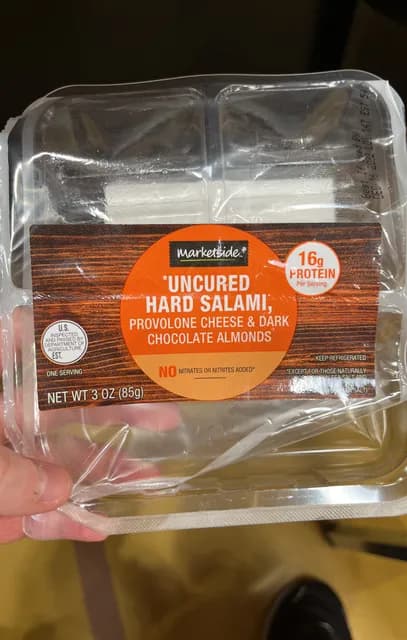 Marketside.
*UNCURED
HARD SALAMI,
PROVOLONE CHEESE & DARK
CHOCOLATE ALMONDS
NO NITRATES OR NITRITES ADDED*
16g
PROTEIN
Per Serving
U.S.
INSPECTED
AND PASSED BY
DEPARTMENT OF
AGRICULTURE
EST.
ONE SERVING
NET WT 3 OZ (85g)
KEEP REFRIGERATED
*EXCEPT FOR THOSE NATURALLY